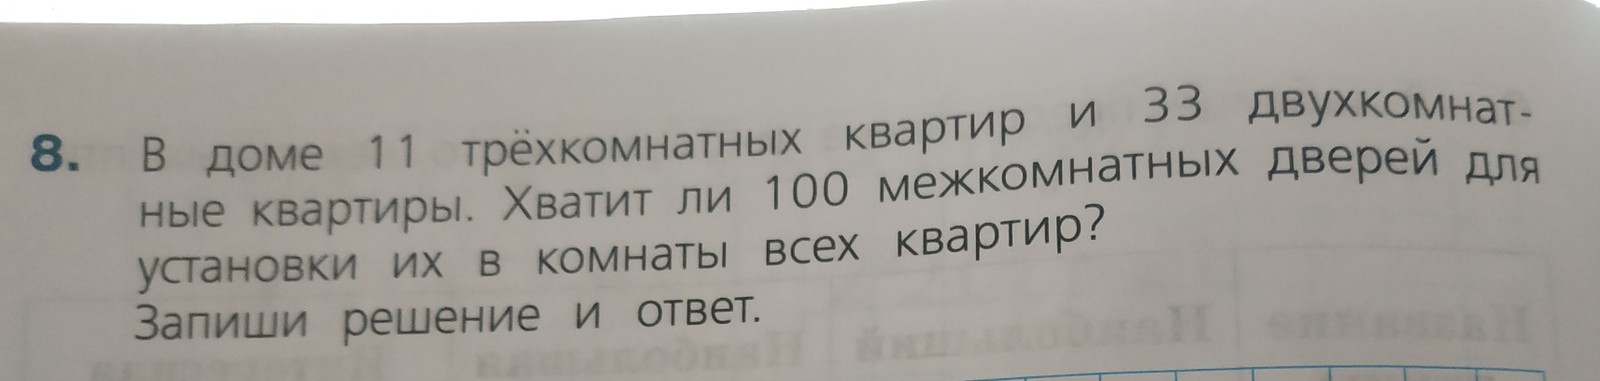 8. В доме 11 трёхкомнатных квартир и 33 двухкомнат-
ные квартиры. Хватит ли 100 межкомнатных дверей для
установки их в комнаты всех квартир?
Запиши решение и ответ.